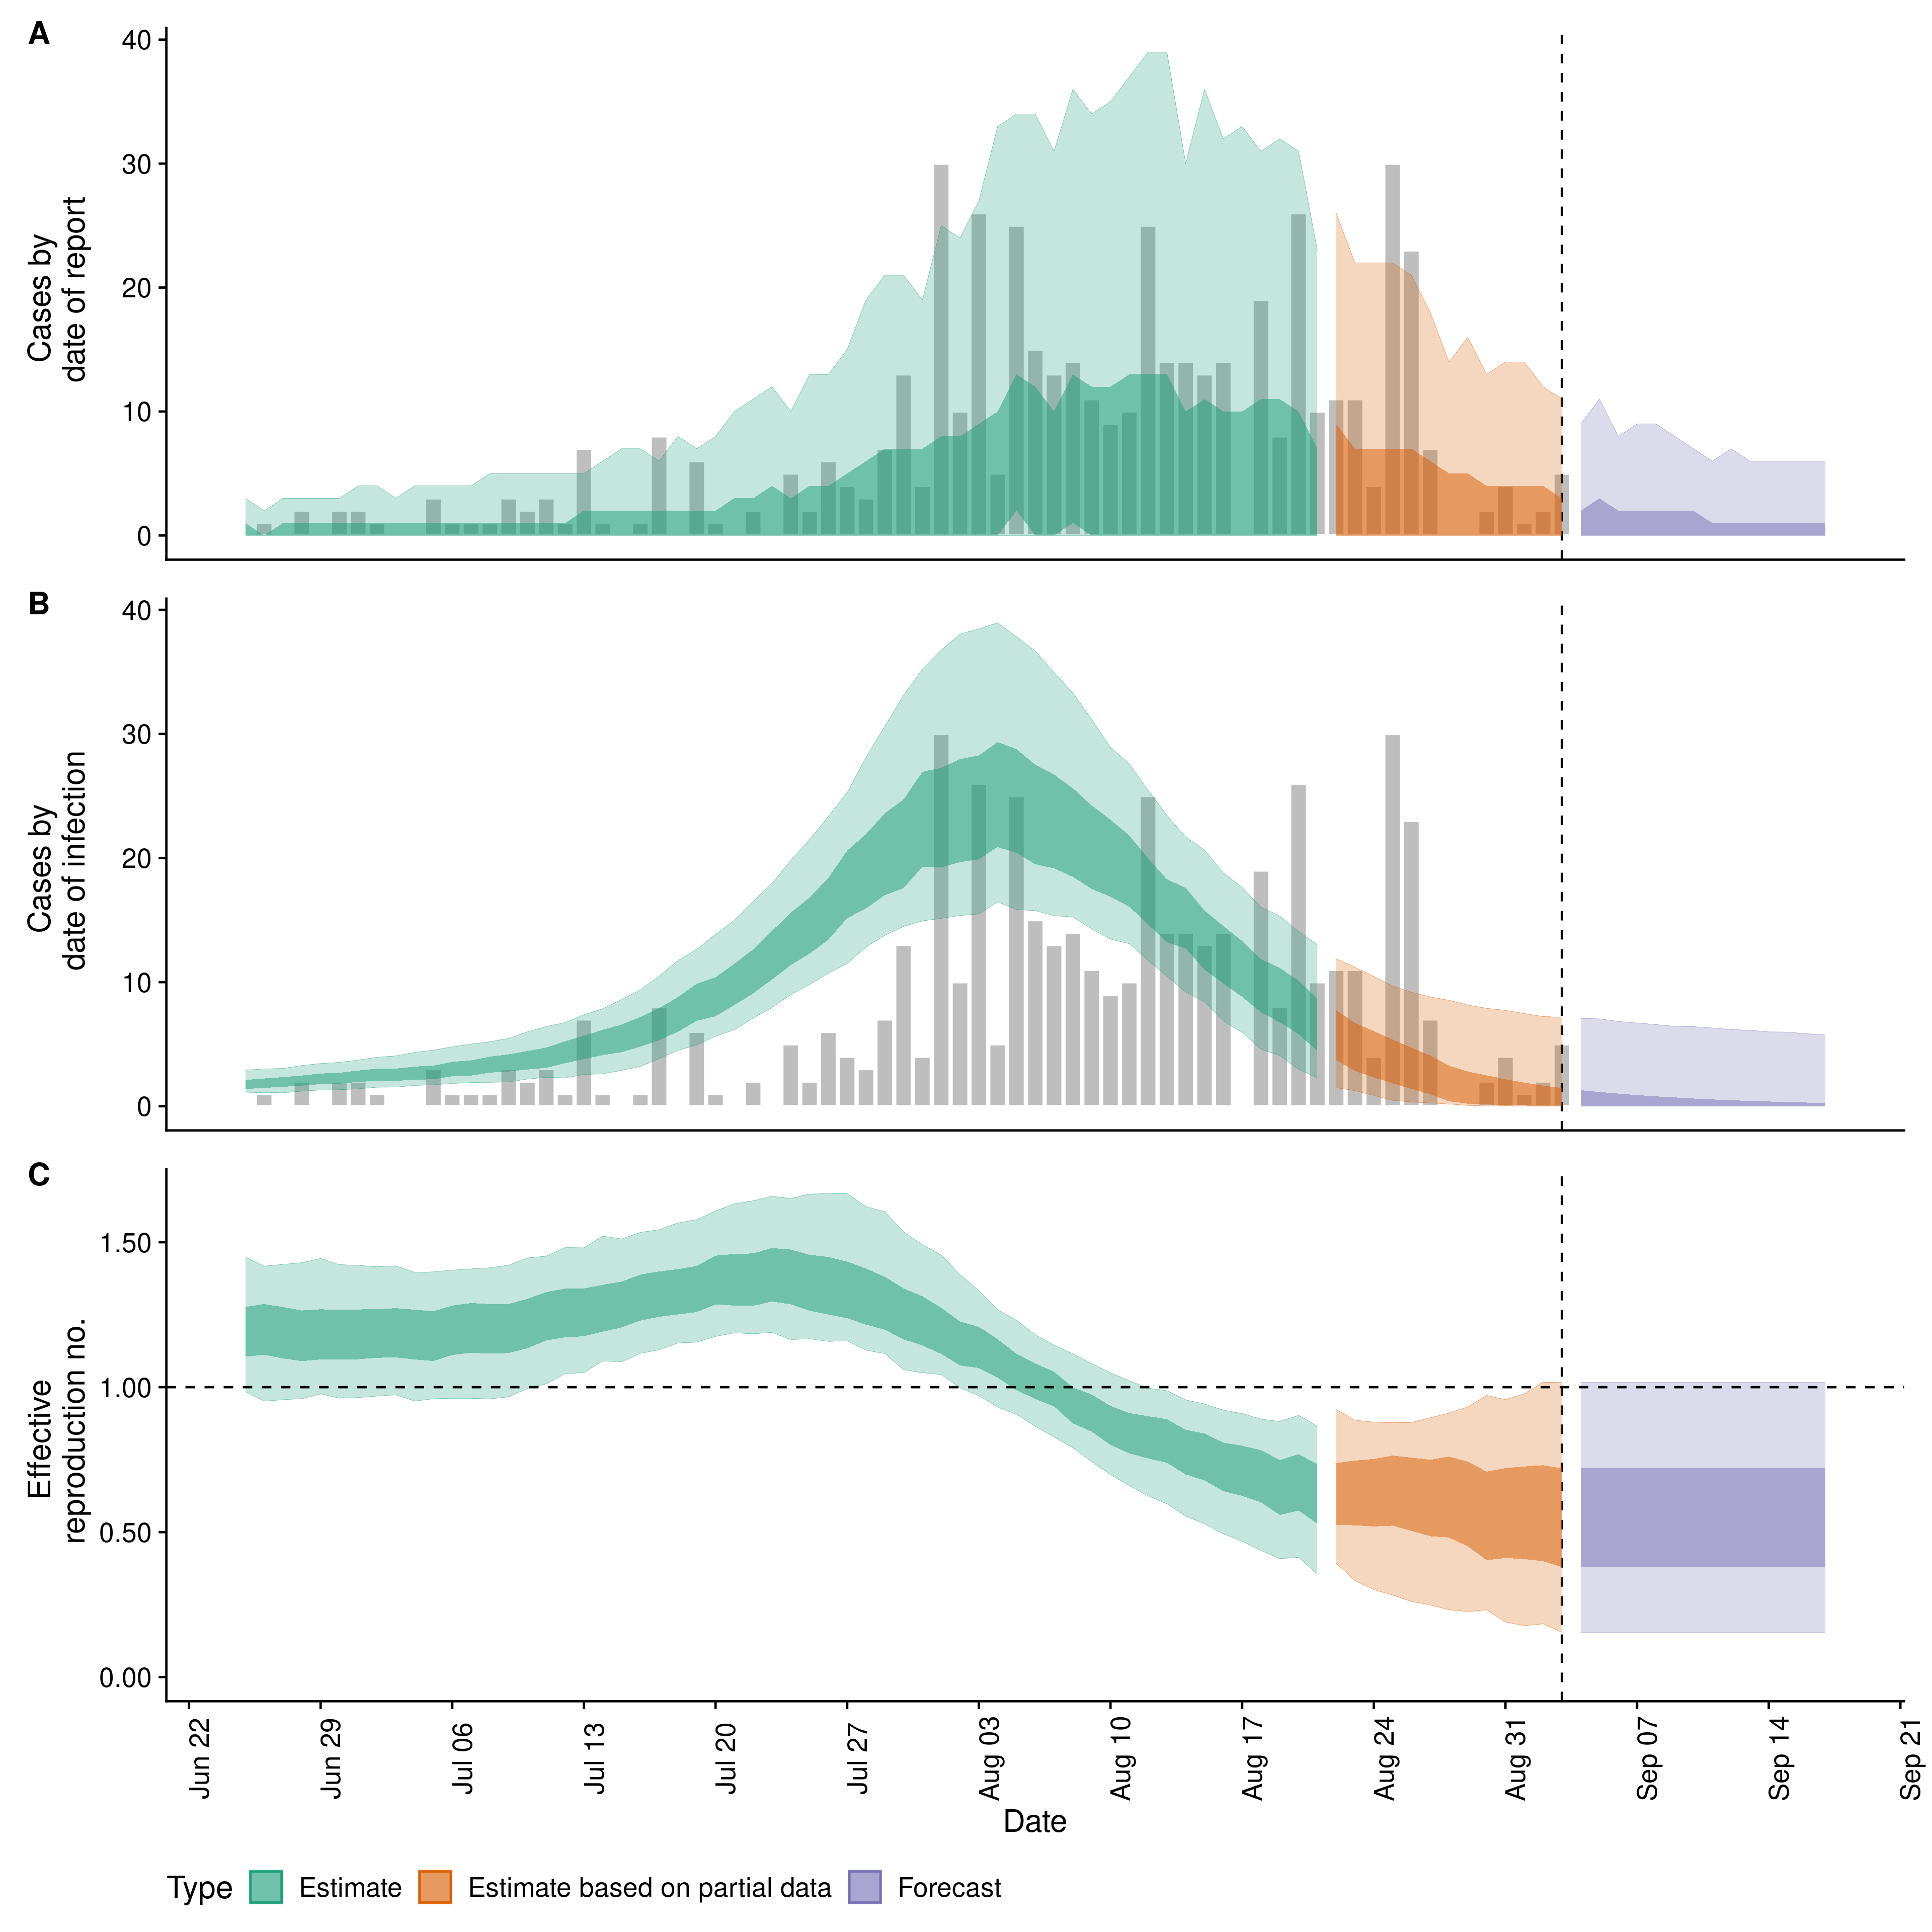 A
40
30
20
10
0
Cases by
date of report
B
40
30
20
10
0
Cases by
date of infection
C
1.50
1.00
0.50
0.00
Effective
reproduction no.
Jun 22
Jun 29
Jul 06
Jul 13
Jul 20
Jul 27
Aug 03
Aug 10
Aug 17
Aug 24
Aug 31
Sep 07
Sep 14
Sep 21
Date
Type Estimate Estimate based on partial data Forecast